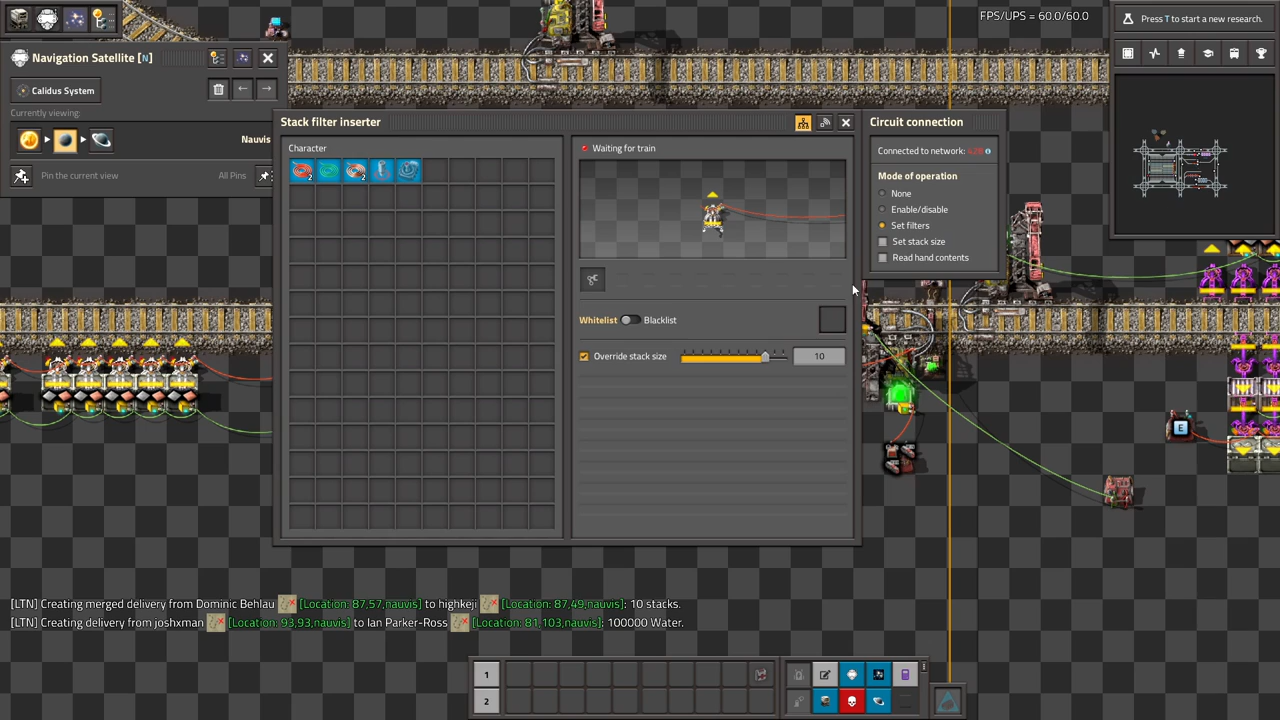 FPS/UPS = 60.0/60.0
Press T to start a new research.
Navigation Satellite [N]
Calidus System
Currently viewing:
Nauvis
Pin the current view
All Pins
Stack filter inserter
Character
2
2
Waiting for train
Whitelist
Blacklist
Override stack size
10
Circuit connection
Connected to network: 428
Mode of operation
None
Enable/disable
Set filters
Set stack size
Read hand contents
E
[LTN] Creating merged delivery from Dominic Behlau [Location: 87,57,nauvis] to highkeji [Location: 87,49,nauvis]: 10 stacks.
[LTN] Creating delivery from joshxman [Location: 93,93,nauvis] to Ian Parker-Ross [Location: 81,103,nauvis]: 100000 Water.
1
2